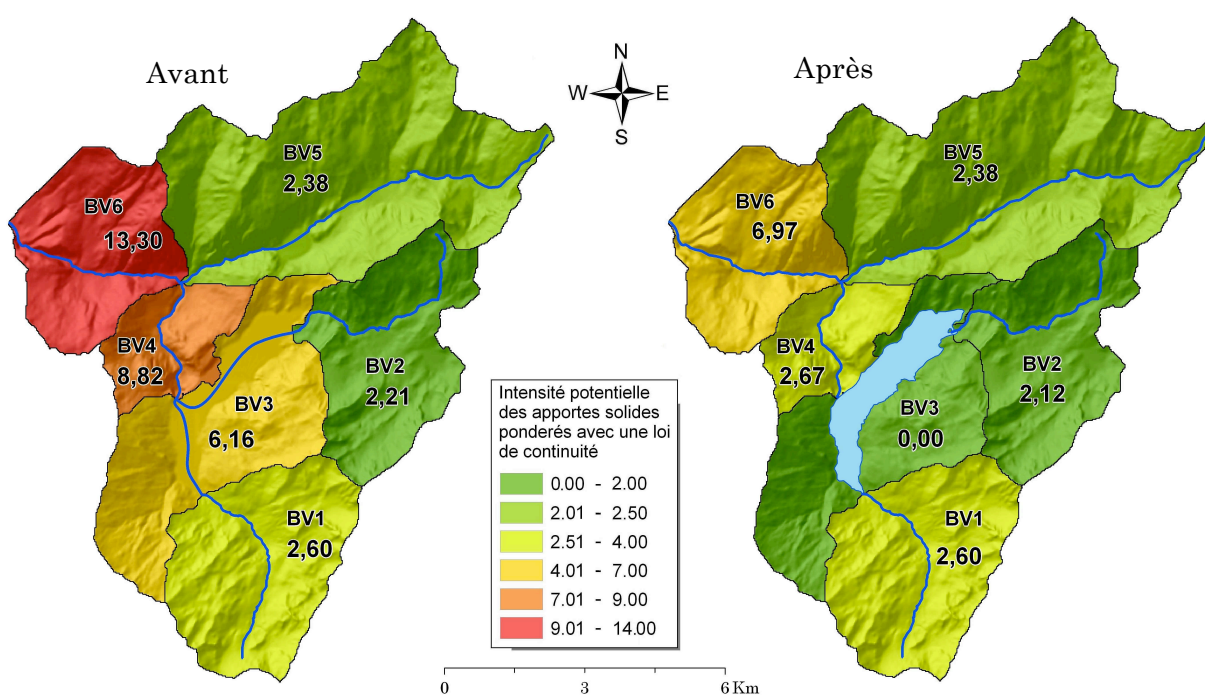 Avant
Après
N
W E
S
BV5
2,38
BV6
13,30
BV4
8,82
BV3
6,16
BV2
2,21
BV1
2,60
BV5
2,38
BV6
6,97
BV4
2,67
BV3
0,00
BV2
2,12
BV1
2,60
Intensité potentielle
des apportes solides
ponderés avec une loi
de continuité
0.00 - 2.00
2.01 - 2.50
2.51 - 4.00
4.01 - 7.00
7.01 - 9.00
9.01 - 14.00
0 3 6 Km